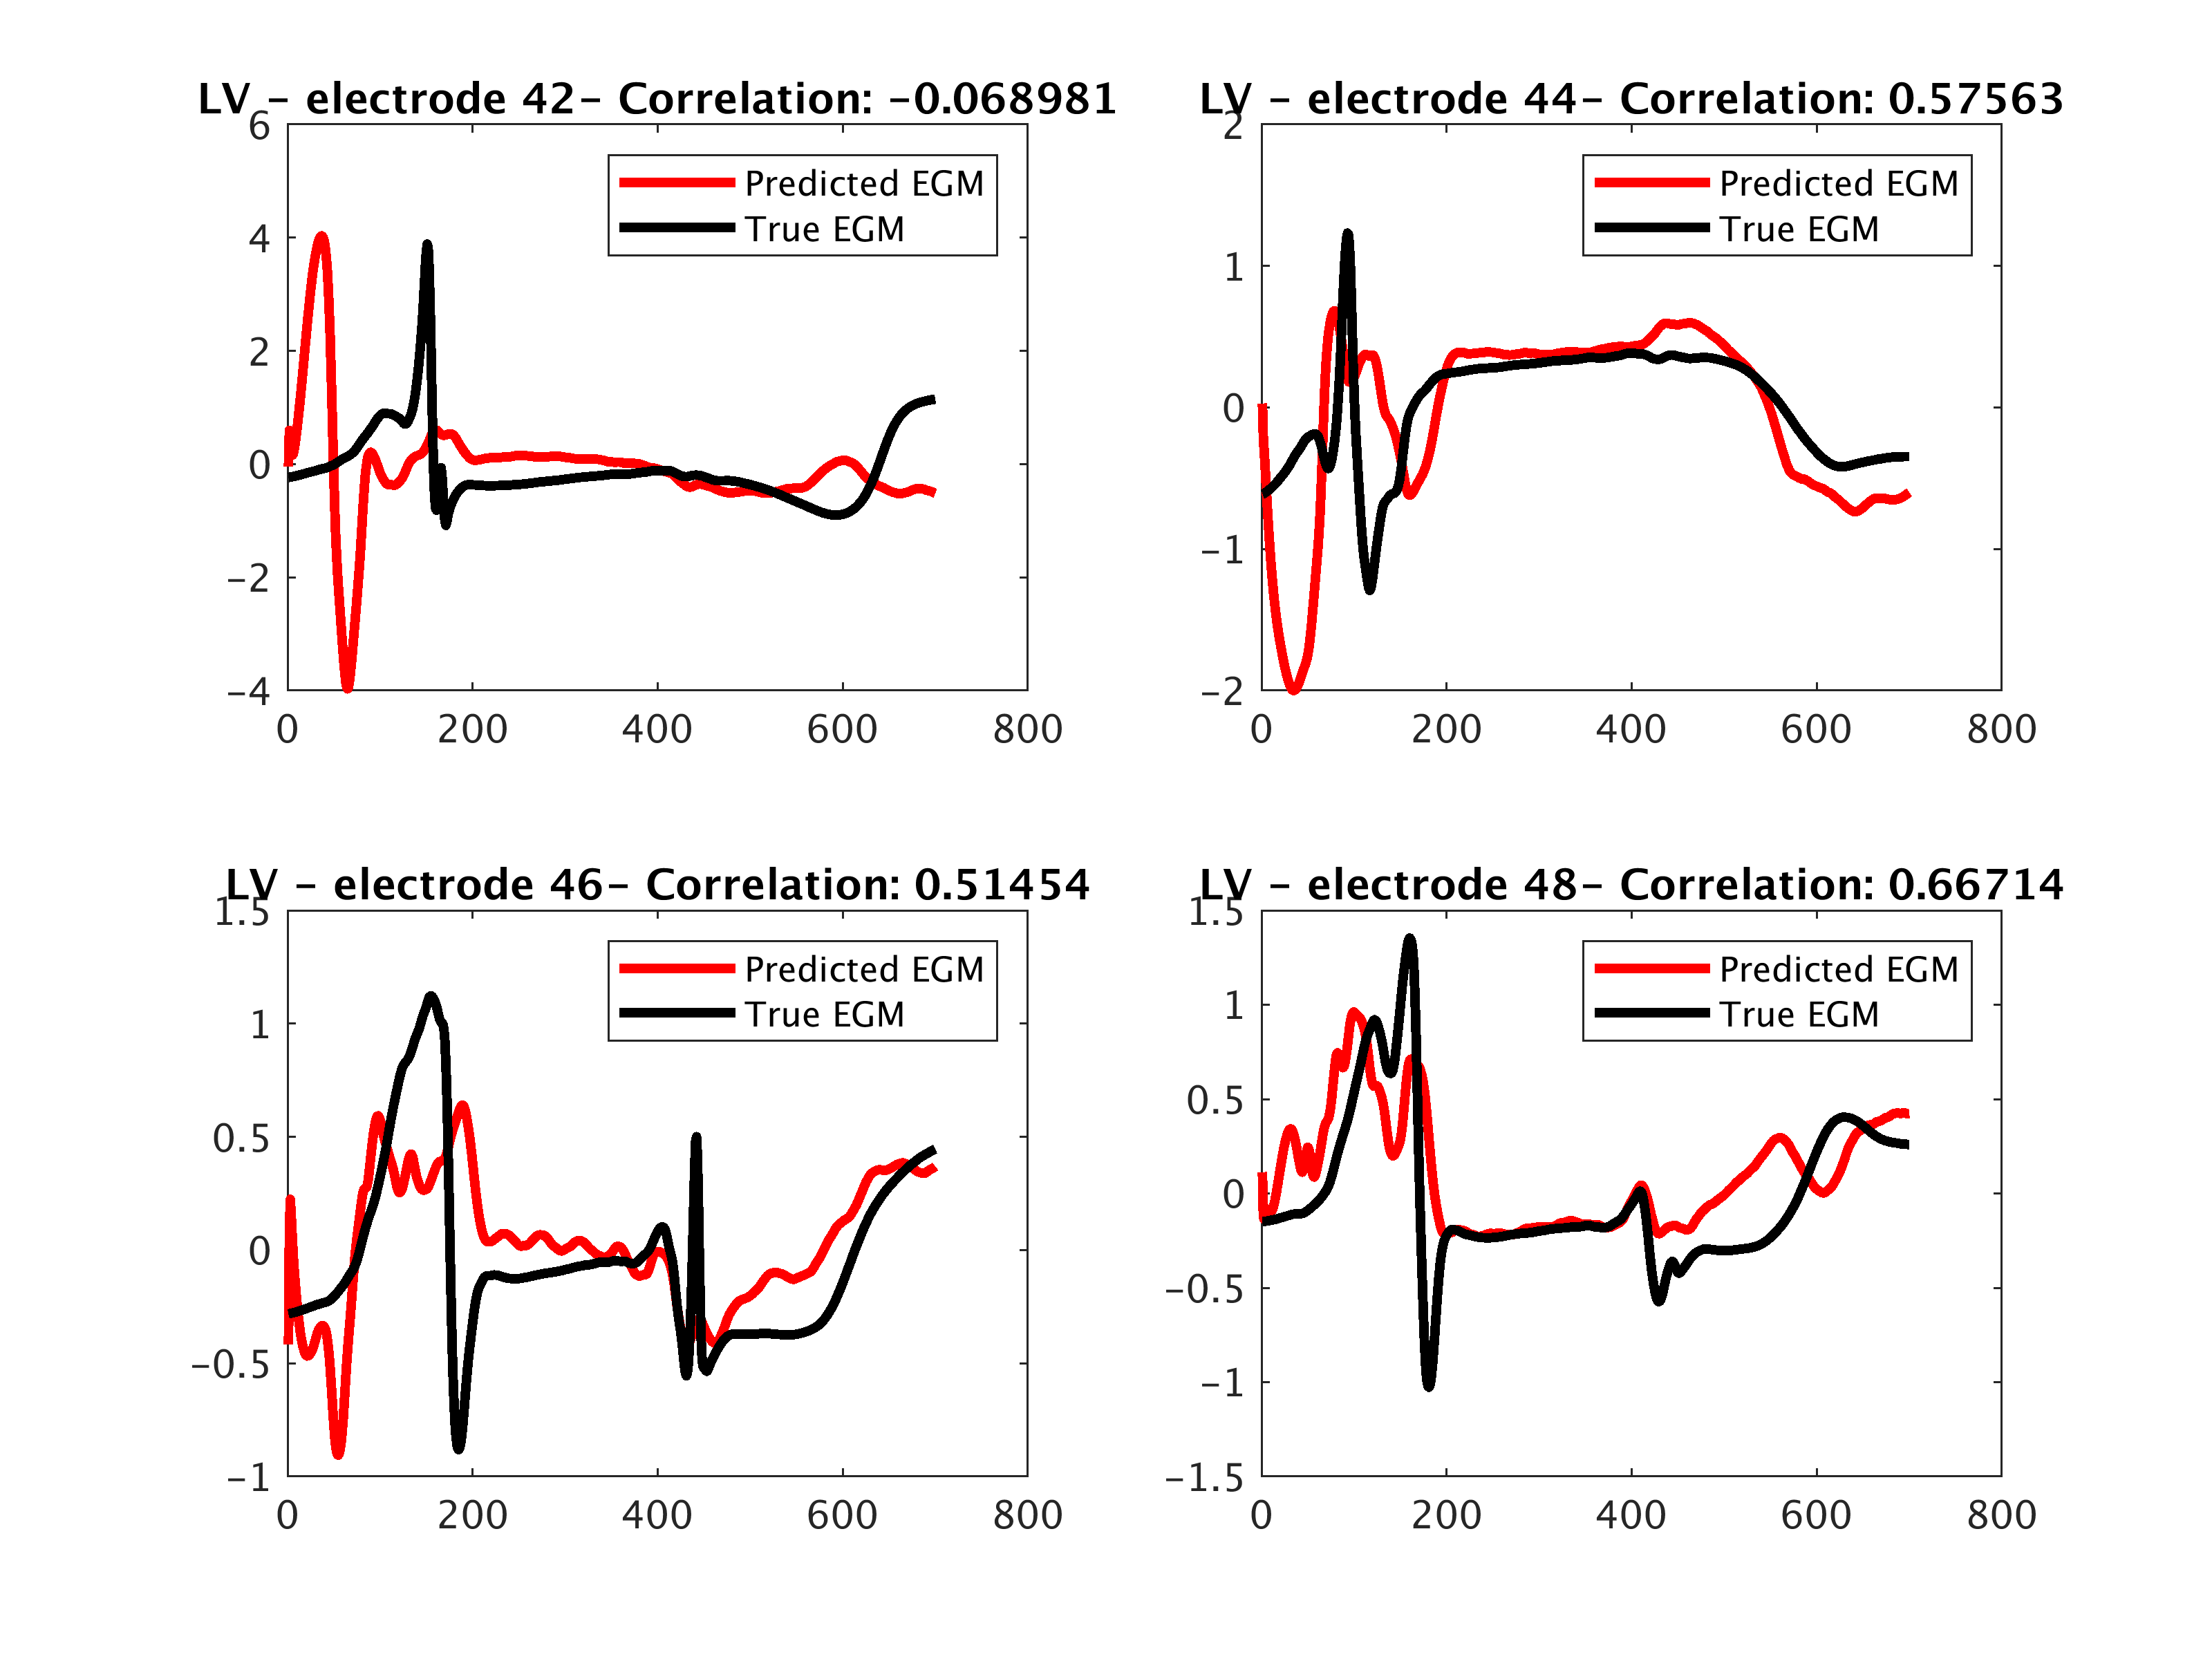 LV - electrode 42- Correlation: -0.068981
6
4
2
0
-2
-4
0 200 400 600 800
Predicted EGM
True EGM
LV - electrode 44- Correlation: 0.57563
2
1
0
-1
-2
0 200 400 600 800
Predicted EGM
True EGM
LV - electrode 46- Correlation: 0.51454
1.5
1
0.5
0
-0.5
-1
0 200 400 600 800
Predicted EGM
True EGM
LV - electrode 48- Correlation: 0.66714
1.5
1
0.5
0
-0.5
-1
-1.5
0 200 400 600 800
Predicted EGM
True EGM